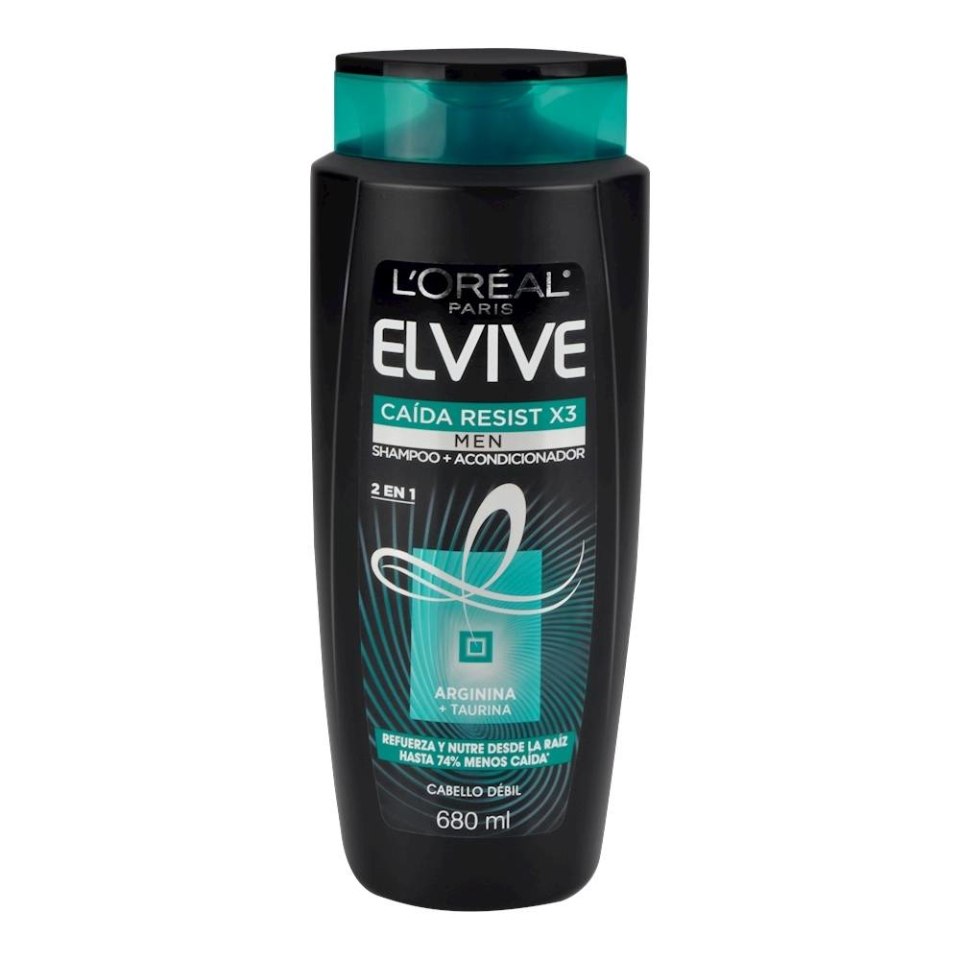 L'ORÉAL®
PARIS
ELVIVE
CAÍDA RESIST X3
MEN
SHAMPOO + ACONDICIONADOR
2 EN 1
ARGININA
+ TAURINA
REFUERZA Y NUTRE DESDE LA RAÍZ
HASTA 74% MENOS CAÍDA*
CABELLO DÉBIL
680 ml